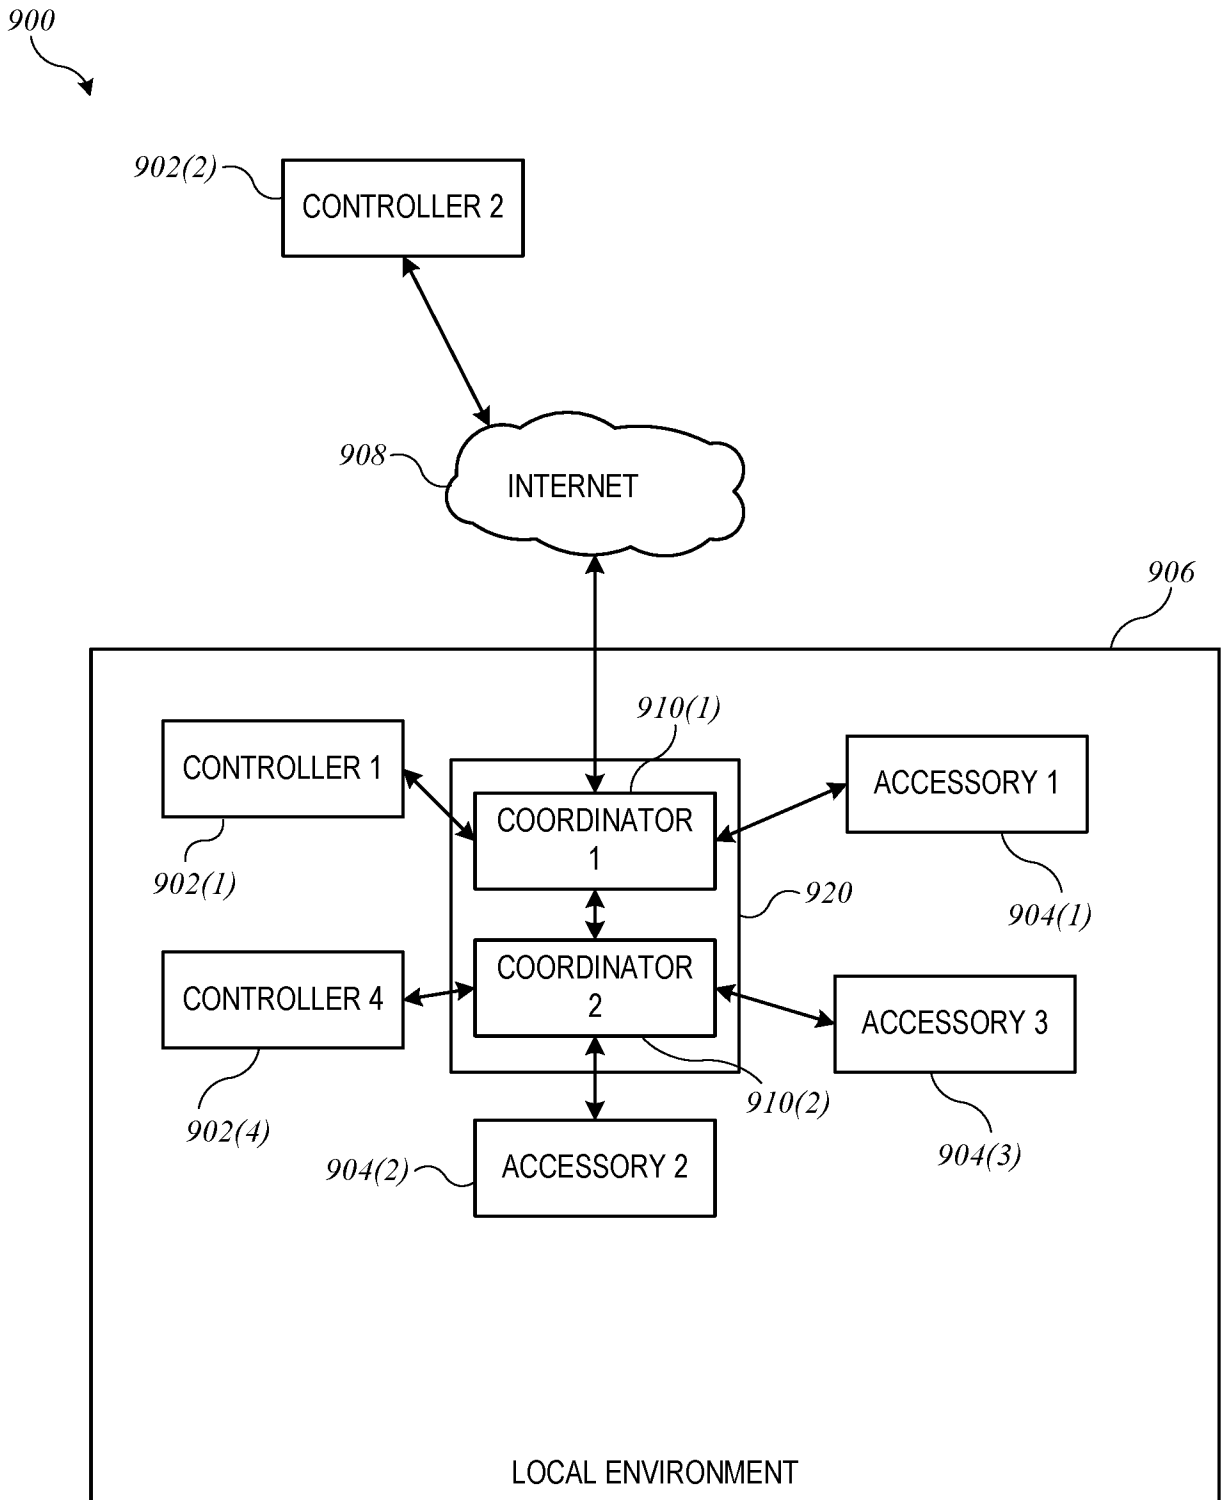 900
902(2)
CONTROLLER 2
908
INTERNET
906
910(1)
CONTROLLER 1
COORDINATOR
1
ACCESSORY 1
902(1)
920
904(1)
CONTROLLER 4
COORDINATOR
2
ACCESSORY 3
902(4)
910(2)
904(2)
ACCESSORY 2
904(3)
LOCAL ENVIRONMENT